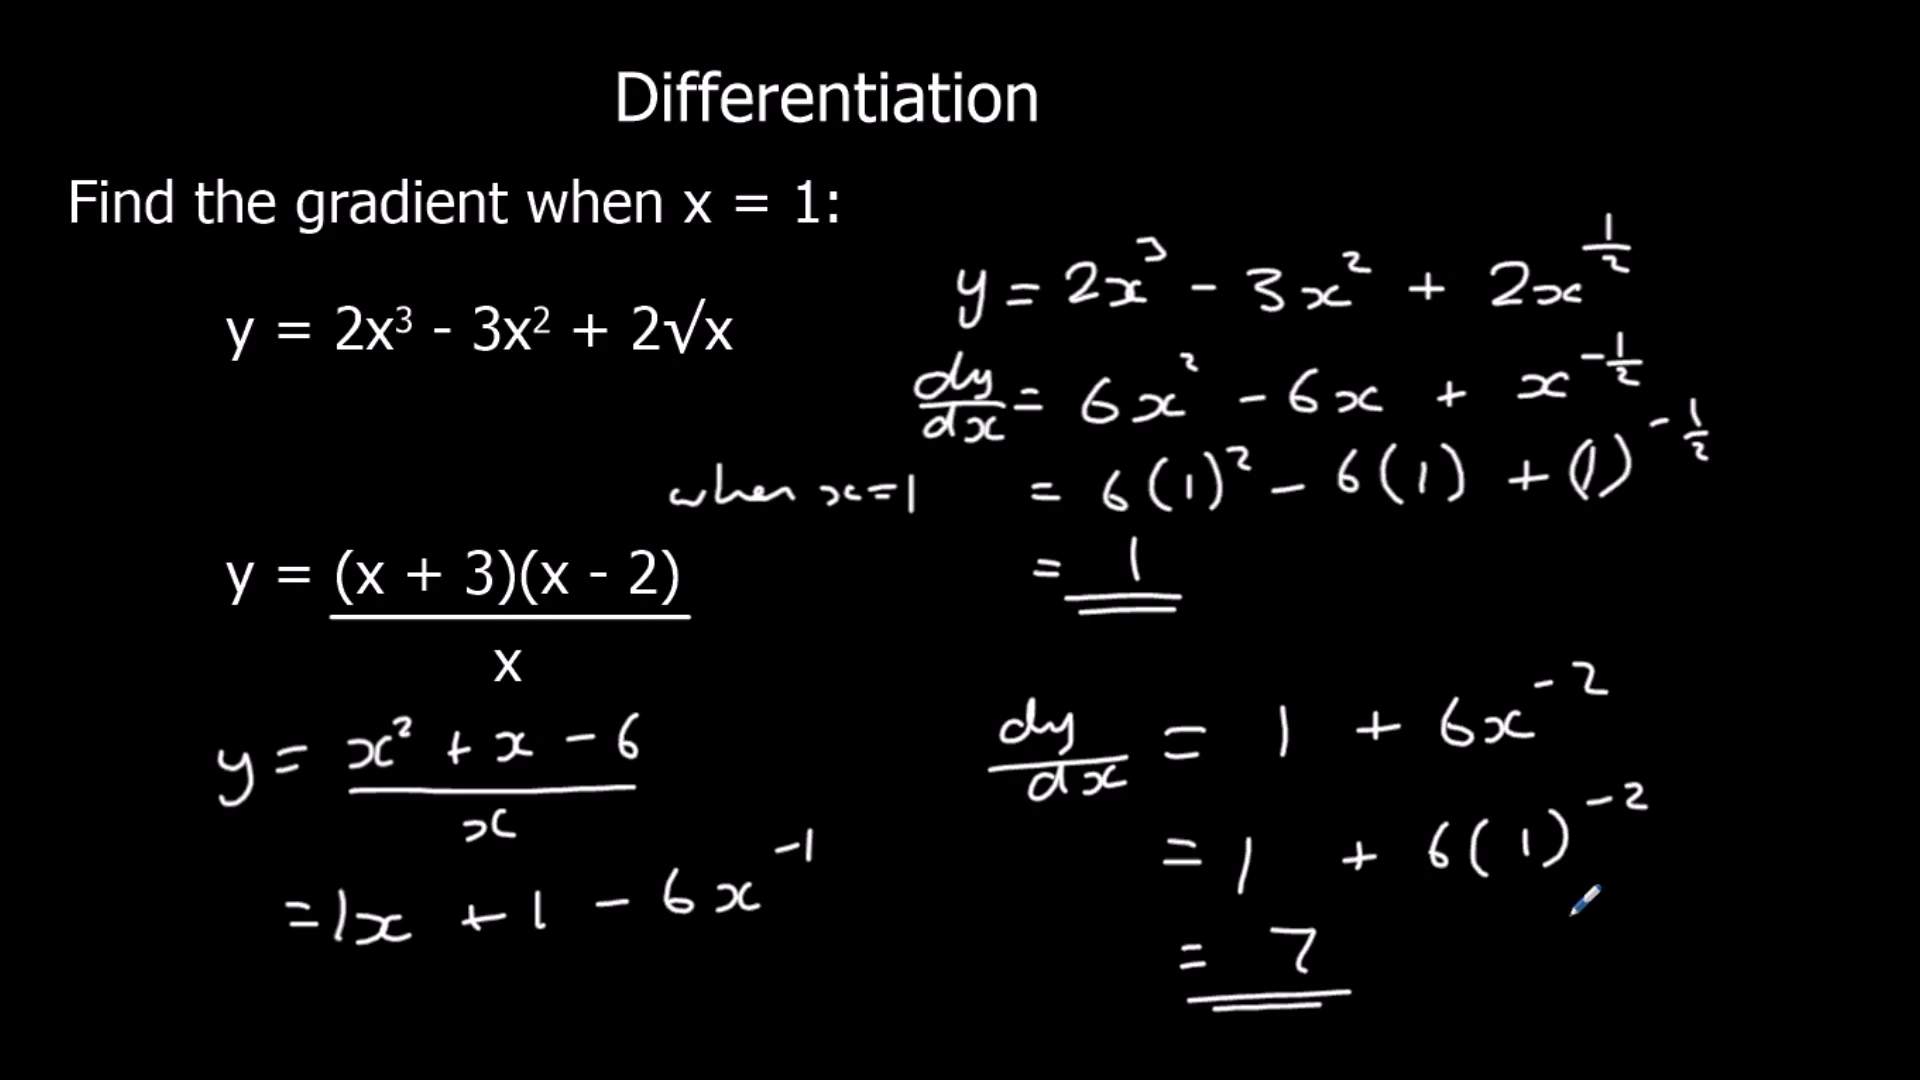 Differentiation
Find the gradient when x = 1:
y = 2x³ - 3x² + 2√x
y = 2x³ - 3x² + 2x^(1/2)
dy/dx = 6x² - 6x + x^(-1/2)
when x=1 = 6(1)² - 6(1) + (1)^(-1/2)
= 1
y = (x + 3)(x - 2)
x
y = x² + x - 6
x
= 1x + 1 - 6x⁻¹
dy/dx = 1 + 6x⁻²
= 1 + 6(1)⁻²
= 7